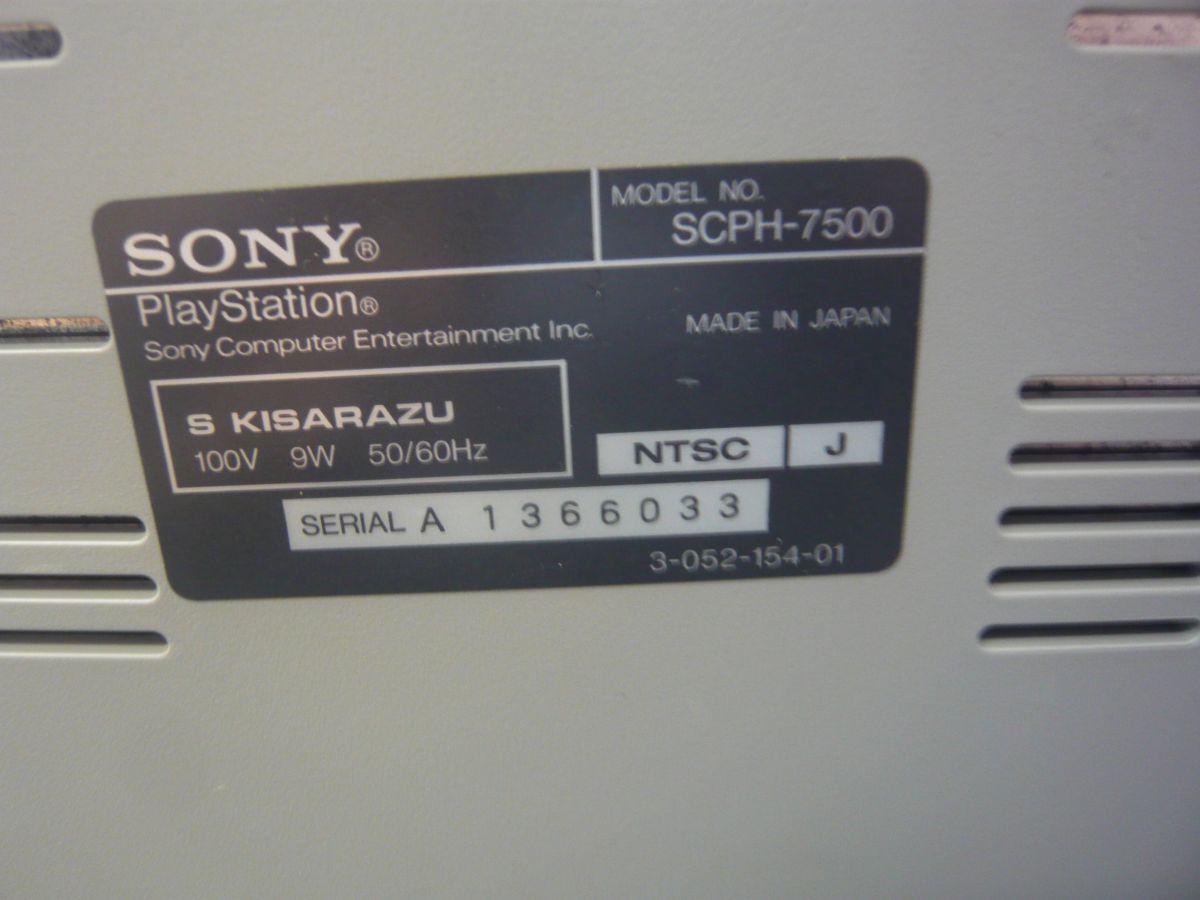 SONY®
MODEL NO.
SCPH-7500
PlayStation®
Sony Computer Entertainment Inc.
MADE IN JAPAN
S KISARAZU
100V 9W 50/60Hz
NTSC J
SERIAL A 1366033
3-052-154-01